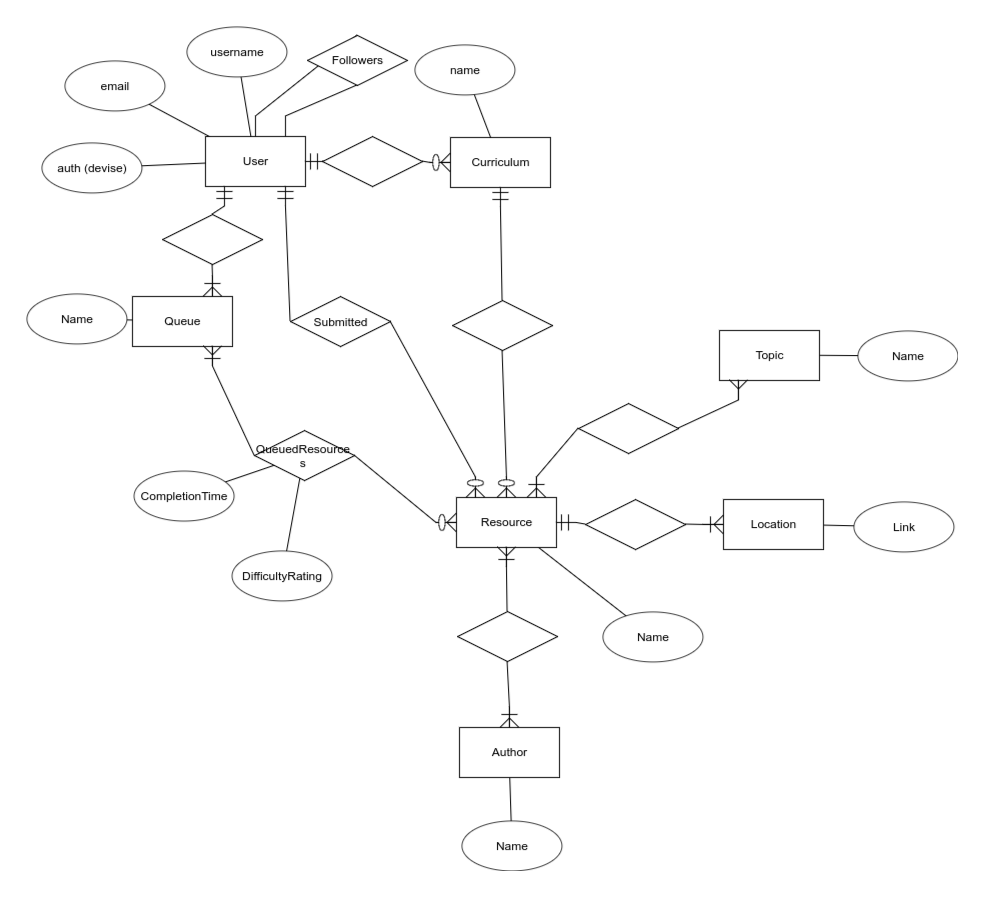 username
Followers
name
email
User
Curriculum
auth (devise)
Name
Queue
Submitted
Topic
Name
QueuedResource
s
CompletionTime
Resource
Location
Link
DifficultyRating
Name
Author
Name